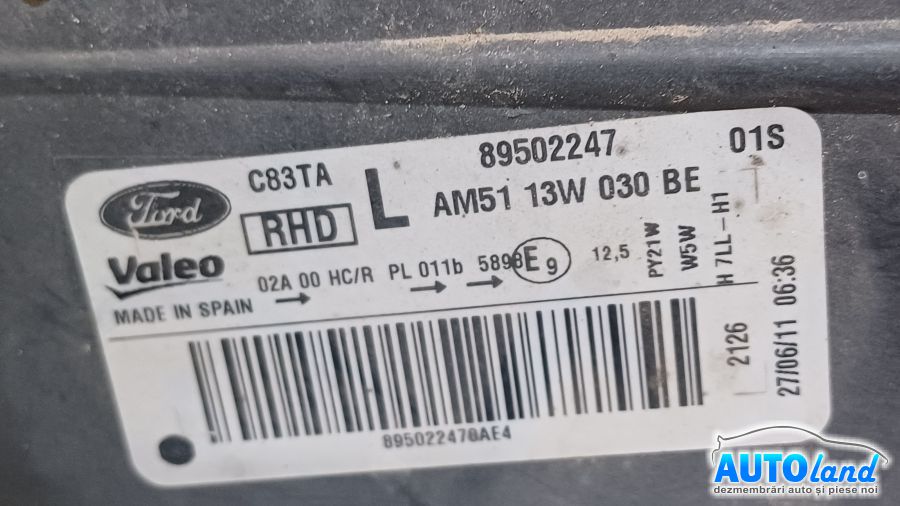 89502247
01S
C83TA
L
AM51 13W 030 BE
Ford
RHD
Valeo
02A 00 HC/R PL 011b 5898 E9
12,5
PY21W
W5W
H 7LL-H1
MADE IN SPAIN
2126
27/06/11 06:36
895022470AE4
AUTOland
dezmembrări auto și piese noi